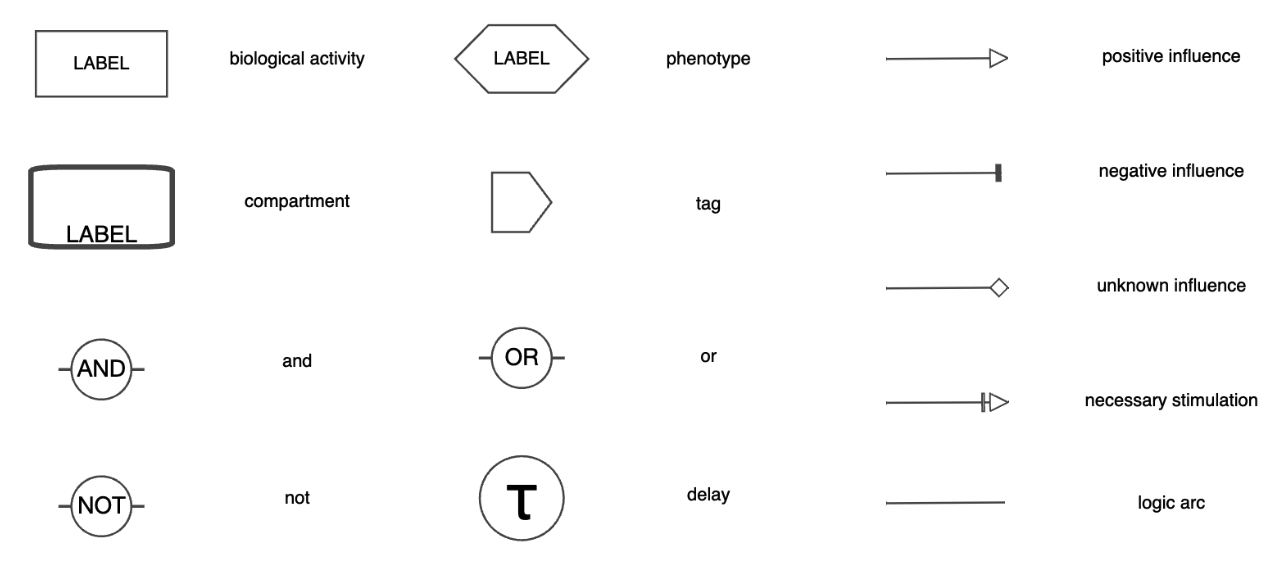 LABEL
biological activity
LABEL
phenotype
positive influence
negative influence
LABEL
compartment
tag
unknown influence
AND
and
OR
or
necessary stimulation
NOT
not
τ
delay
logic arc